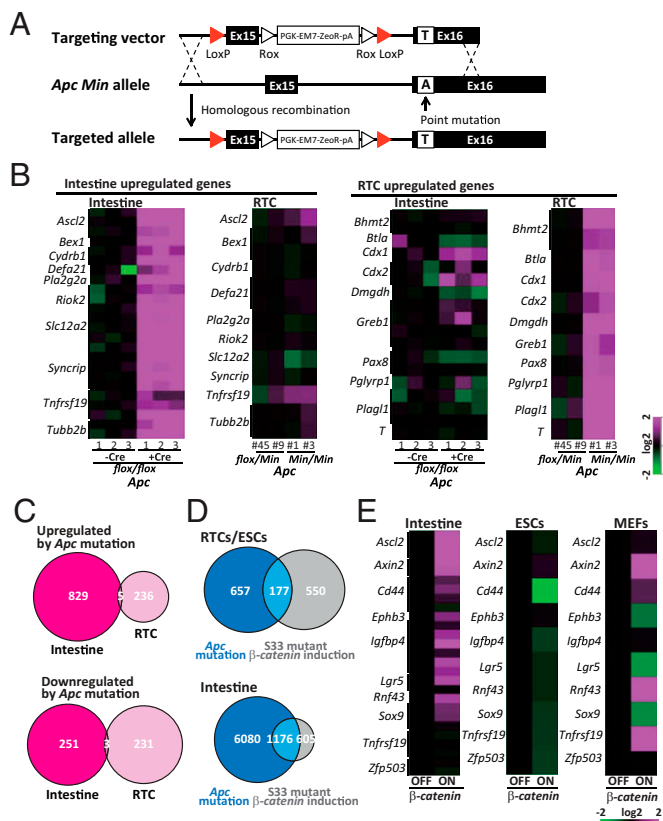 A
Targeting vector
Ex15
PGK-EM7-ZeoR-pA
T
Ex16
LoxP
Rox
Rox LoxP
Apc Min allele
Ex15
A
Ex16
Homologous recombination
Point mutation
Targeted allele
Ex15
PGK-EM7-ZeoR-pA
T
Ex16
B
Intestine upregulated genes
Intestine
RTC
Ascl2
Bex1
Cydrb1
Defa21
Pla2g2a
Riok2
Slc12a2
Syncrip
Tnfrsf19
Tubb2b
1 2 3 1 2 3
-Cre +Cre
flox/flox
Apc
Ascl2
Bex1
Cydrb1
Defa21
Pla2g2a
Riok2
Slc12a2
Syncrip
Tnfrsf19
Tubb2b
#45 #9 #1 #3
flox/Min Min/Min
Apc
RTC upregulated genes
Intestine
RTC
Bhmt2
Btla
Cdx1
Cdx2
Dmgdh
Greb1
Pax8
Pglyrp1
Plagl1
T
1 2 3 1 2 3
-Cre +Cre
flox/flox
Apc
Bhmt2
Btla
Cdx1
Cdx2
Dmgdh
Greb1
Pax8
Pglyrp1
Plagl1
T
#45 #9 #1 #3
flox/Min Min/Min
Apc
-2 log2 2
C
Upregulated
by Apc mutation
829
5
236
Intestine
RTC
Downregulated
by Apc mutation
251
3
231
Intestine
RTC
D
RTCs/ESCs
657
177
550
Apc
mutation
S33 mutant
β-catenin induction
Intestine
6080
1176
605
Apc
mutation
S33 mutant
β-catenin induction
E
Intestine
ESCs
MEFs
Ascl2
Axin2
Cd44
Ephb3
Igfbp4
Lgr5
Rnf43
Sox9
Tnfrsf19
Zfp503
OFF ON
β-catenin
Ascl2
Axin2
Cd44
Ephb3
Igfbp4
Lgr5
Rnf43
Sox9
Tnfrsf19
Zfp503
OFF ON
β-catenin
Ascl2
Axin2
Cd44
Ephb3
Igfbp4
Lgr5
Rnf43
Sox9
Tnfrsf19
Zfp503
OFF ON
β-catenin
-2 log2 2